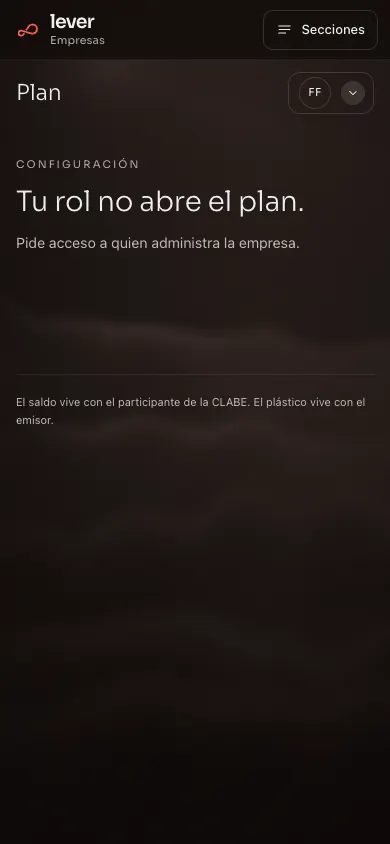 lever
Empresas
Secciones
Plan
FF
CONFIGURACIÓN
Tu rol no abre el plan.
Pide acceso a quien administra la empresa.
El saldo vive con el participante de la CLABE. El plástico vive con el
emisor.